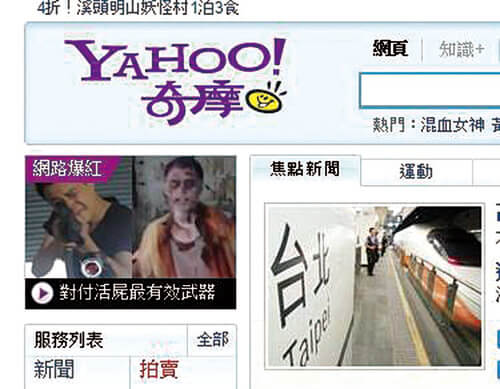 4折！溪頭明山妖怪村1泊3食
YAHOO!
奇摩
網頁
知識+
熱門：混血女神
網路爆紅
焦點新聞
運動
台北
Taipei
對付活屍最有效武器
服務列表
全部
新聞
拍賣